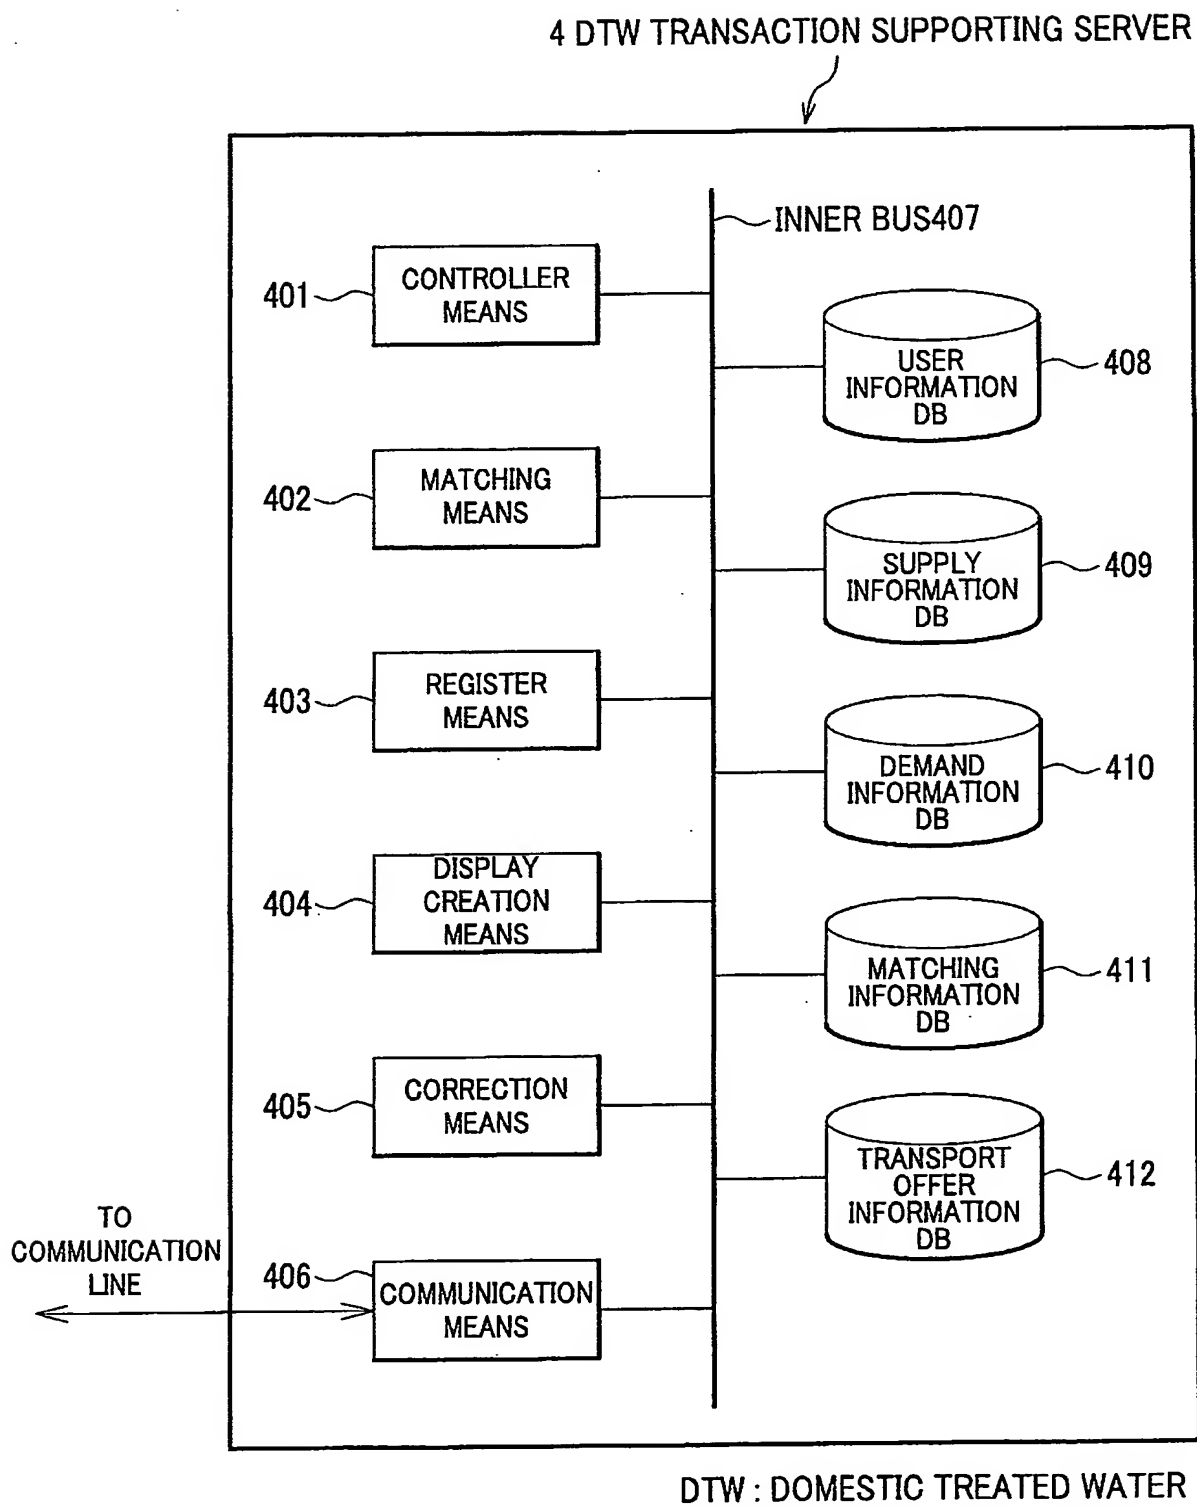 4 DTW TRANSACTION SUPPORTING SERVER
INNER BUS407
401
CONTROLLER
MEANS
USER
INFORMATION
DB
408
402
MATCHING
MEANS
SUPPLY
INFORMATION
DB
409
403
REGISTER
MEANS
DEMAND
INFORMATION
DB
410
404
DISPLAY
CREATION
MEANS
MATCHING
INFORMATION
DB
411
405
CORRECTION
MEANS
TRANSPORT
OFFER
INFORMATION
DB
412
TO
COMMUNICATION
LINE
406
COMMUNICATION
MEANS
DTW : DOMESTIC TREATED WATER